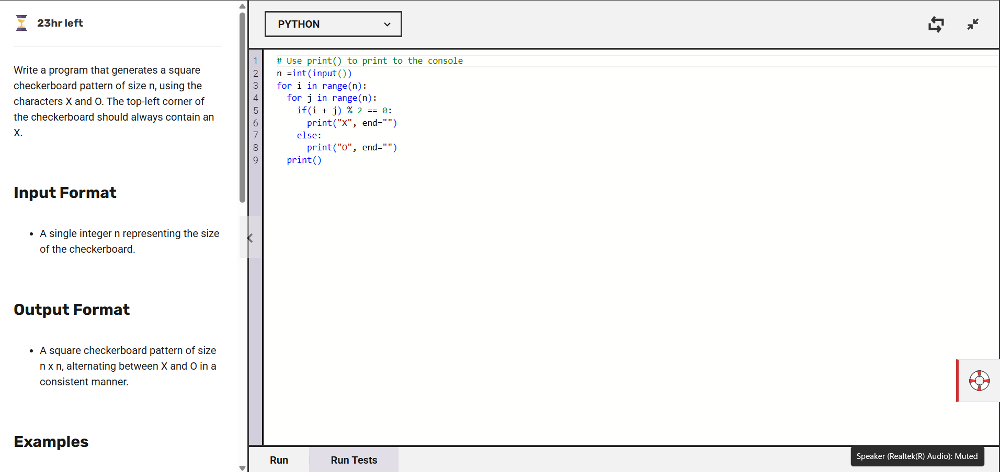 23hr left
Write a program that generates a square
checkerboard pattern of size n, using the
characters X and O. The top-left corner of
the checkerboard should always contain an
X.
Input Format
• A single integer n representing the size
of the checkerboard.
Output Format
• A square checkerboard pattern of size
n x n, alternating between X and O in a
consistent manner.
Examples
PYTHON
1 # Use print() to print to the console
2 n =int(input())
3 for i in range(n):
4   for j in range(n):
5     if(i + j) % 2 == 0:
6       print("X", end="")
7     else:
8       print("O", end="")
9   print()
Run
Run Tests
Speaker (Realtek(R) Audio): Muted